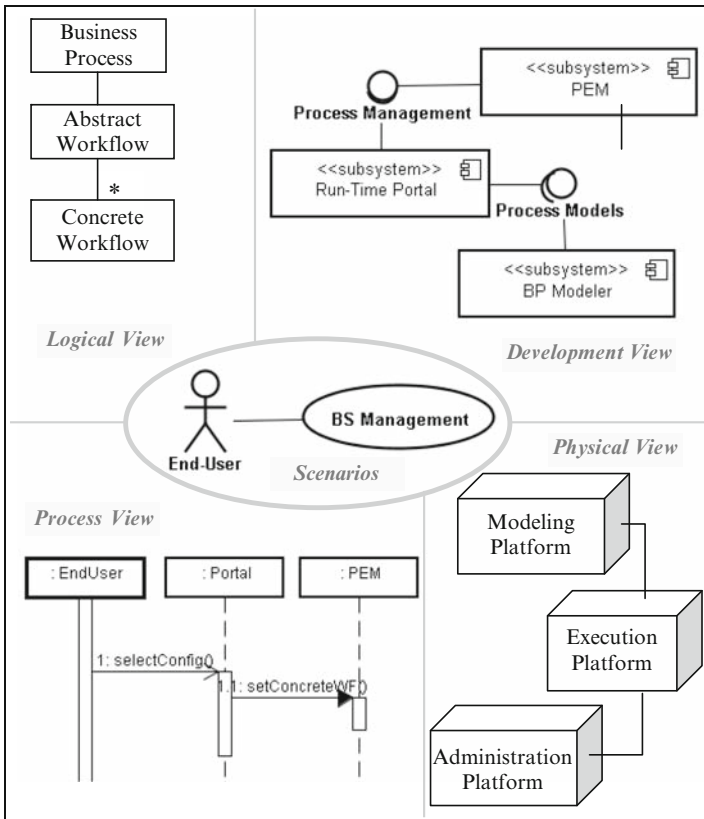 Business
Process
Abstract
Workflow
*
Concrete
Workflow
Logical View
<<subsystem>>
PEM
Process Management
<<subsystem>>
Run-Time Portal
Process Models
<<subsystem>>
BP Modeler
Development View
End-User
BS Management
Scenarios
Process View
: EndUser
: Portal
: PEM
1: selectConfig()
1.1: setConcreteWF()
Physical View
Modeling
Platform
Execution
Platform
Administration
Platform